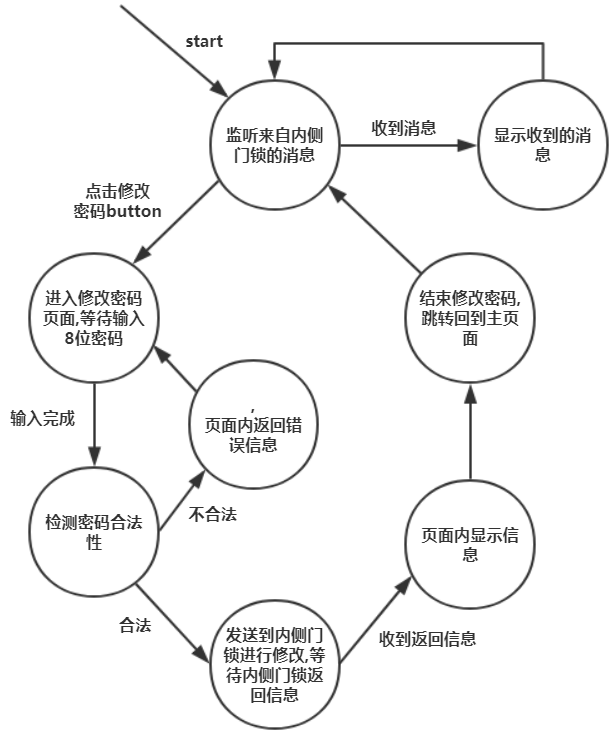 start
监听来自内侧
门锁的消息
收到消息
显示收到的消
息
点击修改
密码button
进入修改密码
页面,等待输入
8位密码
结束修改密码,
跳转回到主页
面
输入完成
,
页面内返回错
误信息
检测密码合法
性
不合法
页面内显示信
息
合法
发送到内侧门
锁进行修改,等
待内侧门锁返
回信息
收到返回信息